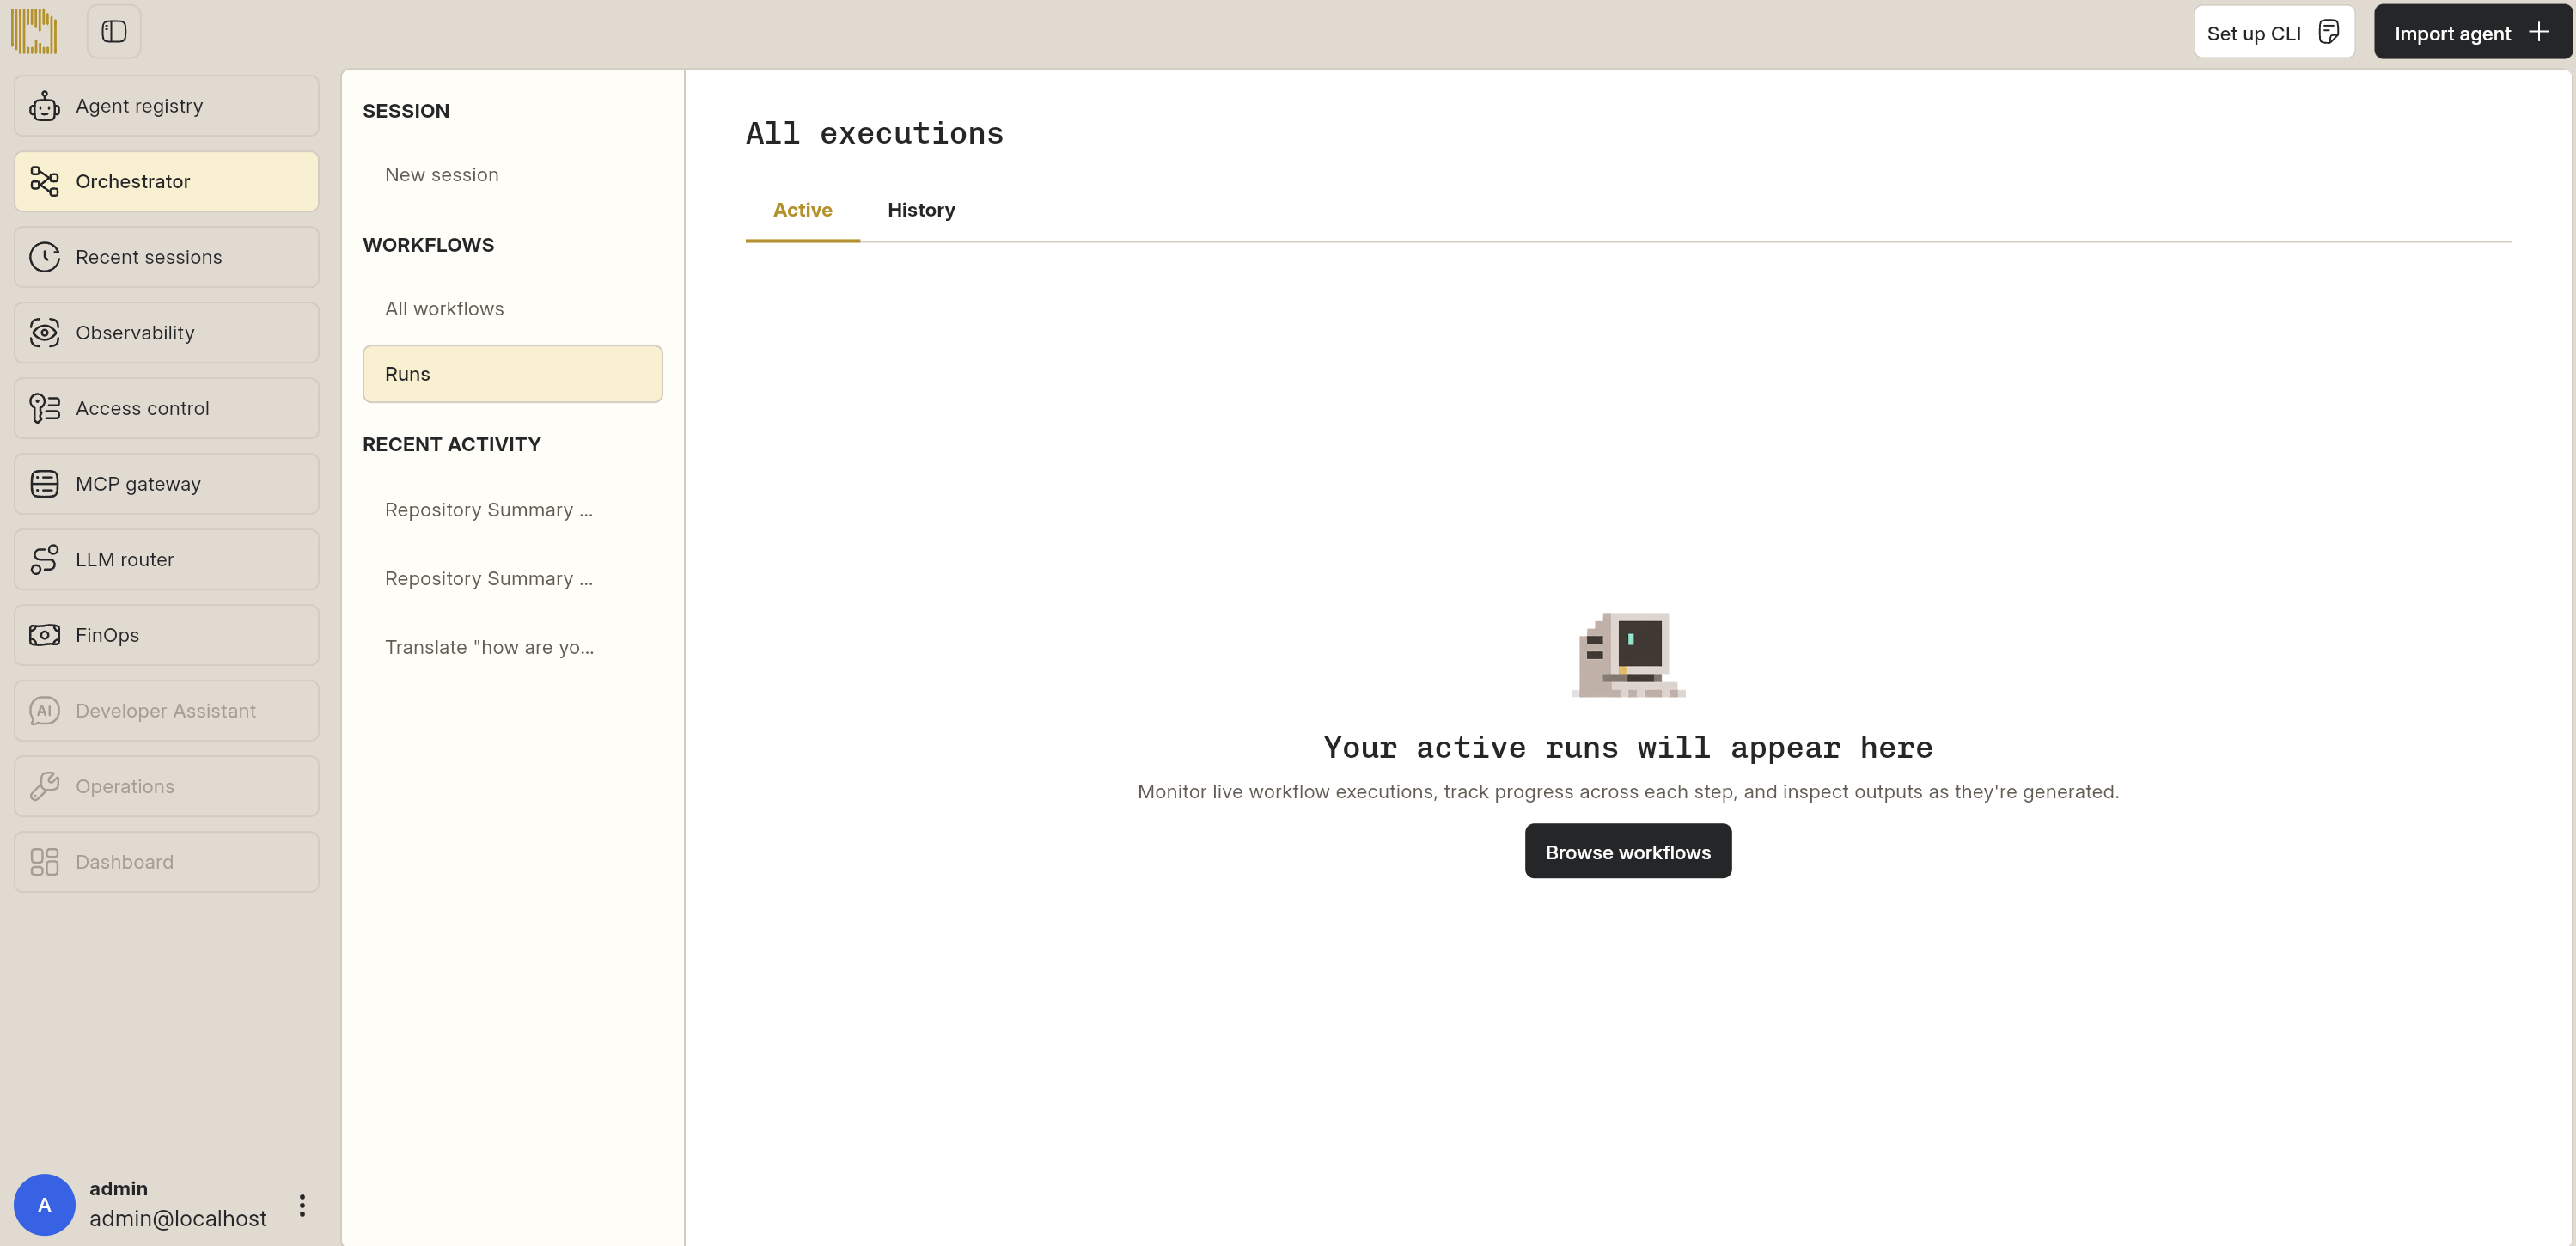 Set up CLI
Import agent
Agent registry
Orchestrator
Recent sessions
Observability
Access control
MCP gateway
LLM router
FinOps
AI
Developer Assistant
Operations
Dashboard
A
admin
admin@localhost
SESSION
New session
WORKFLOWS
All workflows
Runs
RECENT ACTIVITY
Repository Summary ...
Repository Summary ...
Translate "how are yo...
All executions
Active
History
Your active runs will appear here
Monitor live workflow executions, track progress across each step, and inspect outputs as they're generated.
Browse workflows